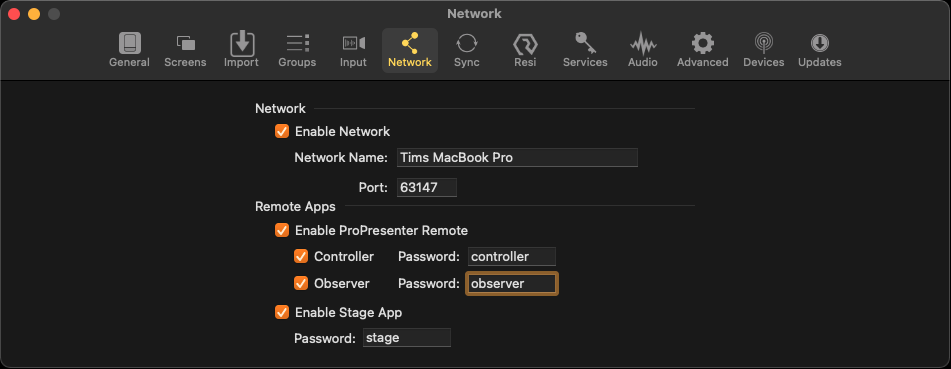 Network
General Screens Import Groups Input Network Sync Resi Services Audio Advanced Devices Updates
Network
Enable Network
Network Name: Tims MacBook Pro
Port: 63147
Remote Apps
Enable ProPresenter Remote
Controller Password: controller
Observer Password: observer
Enable Stage App
Password: stage